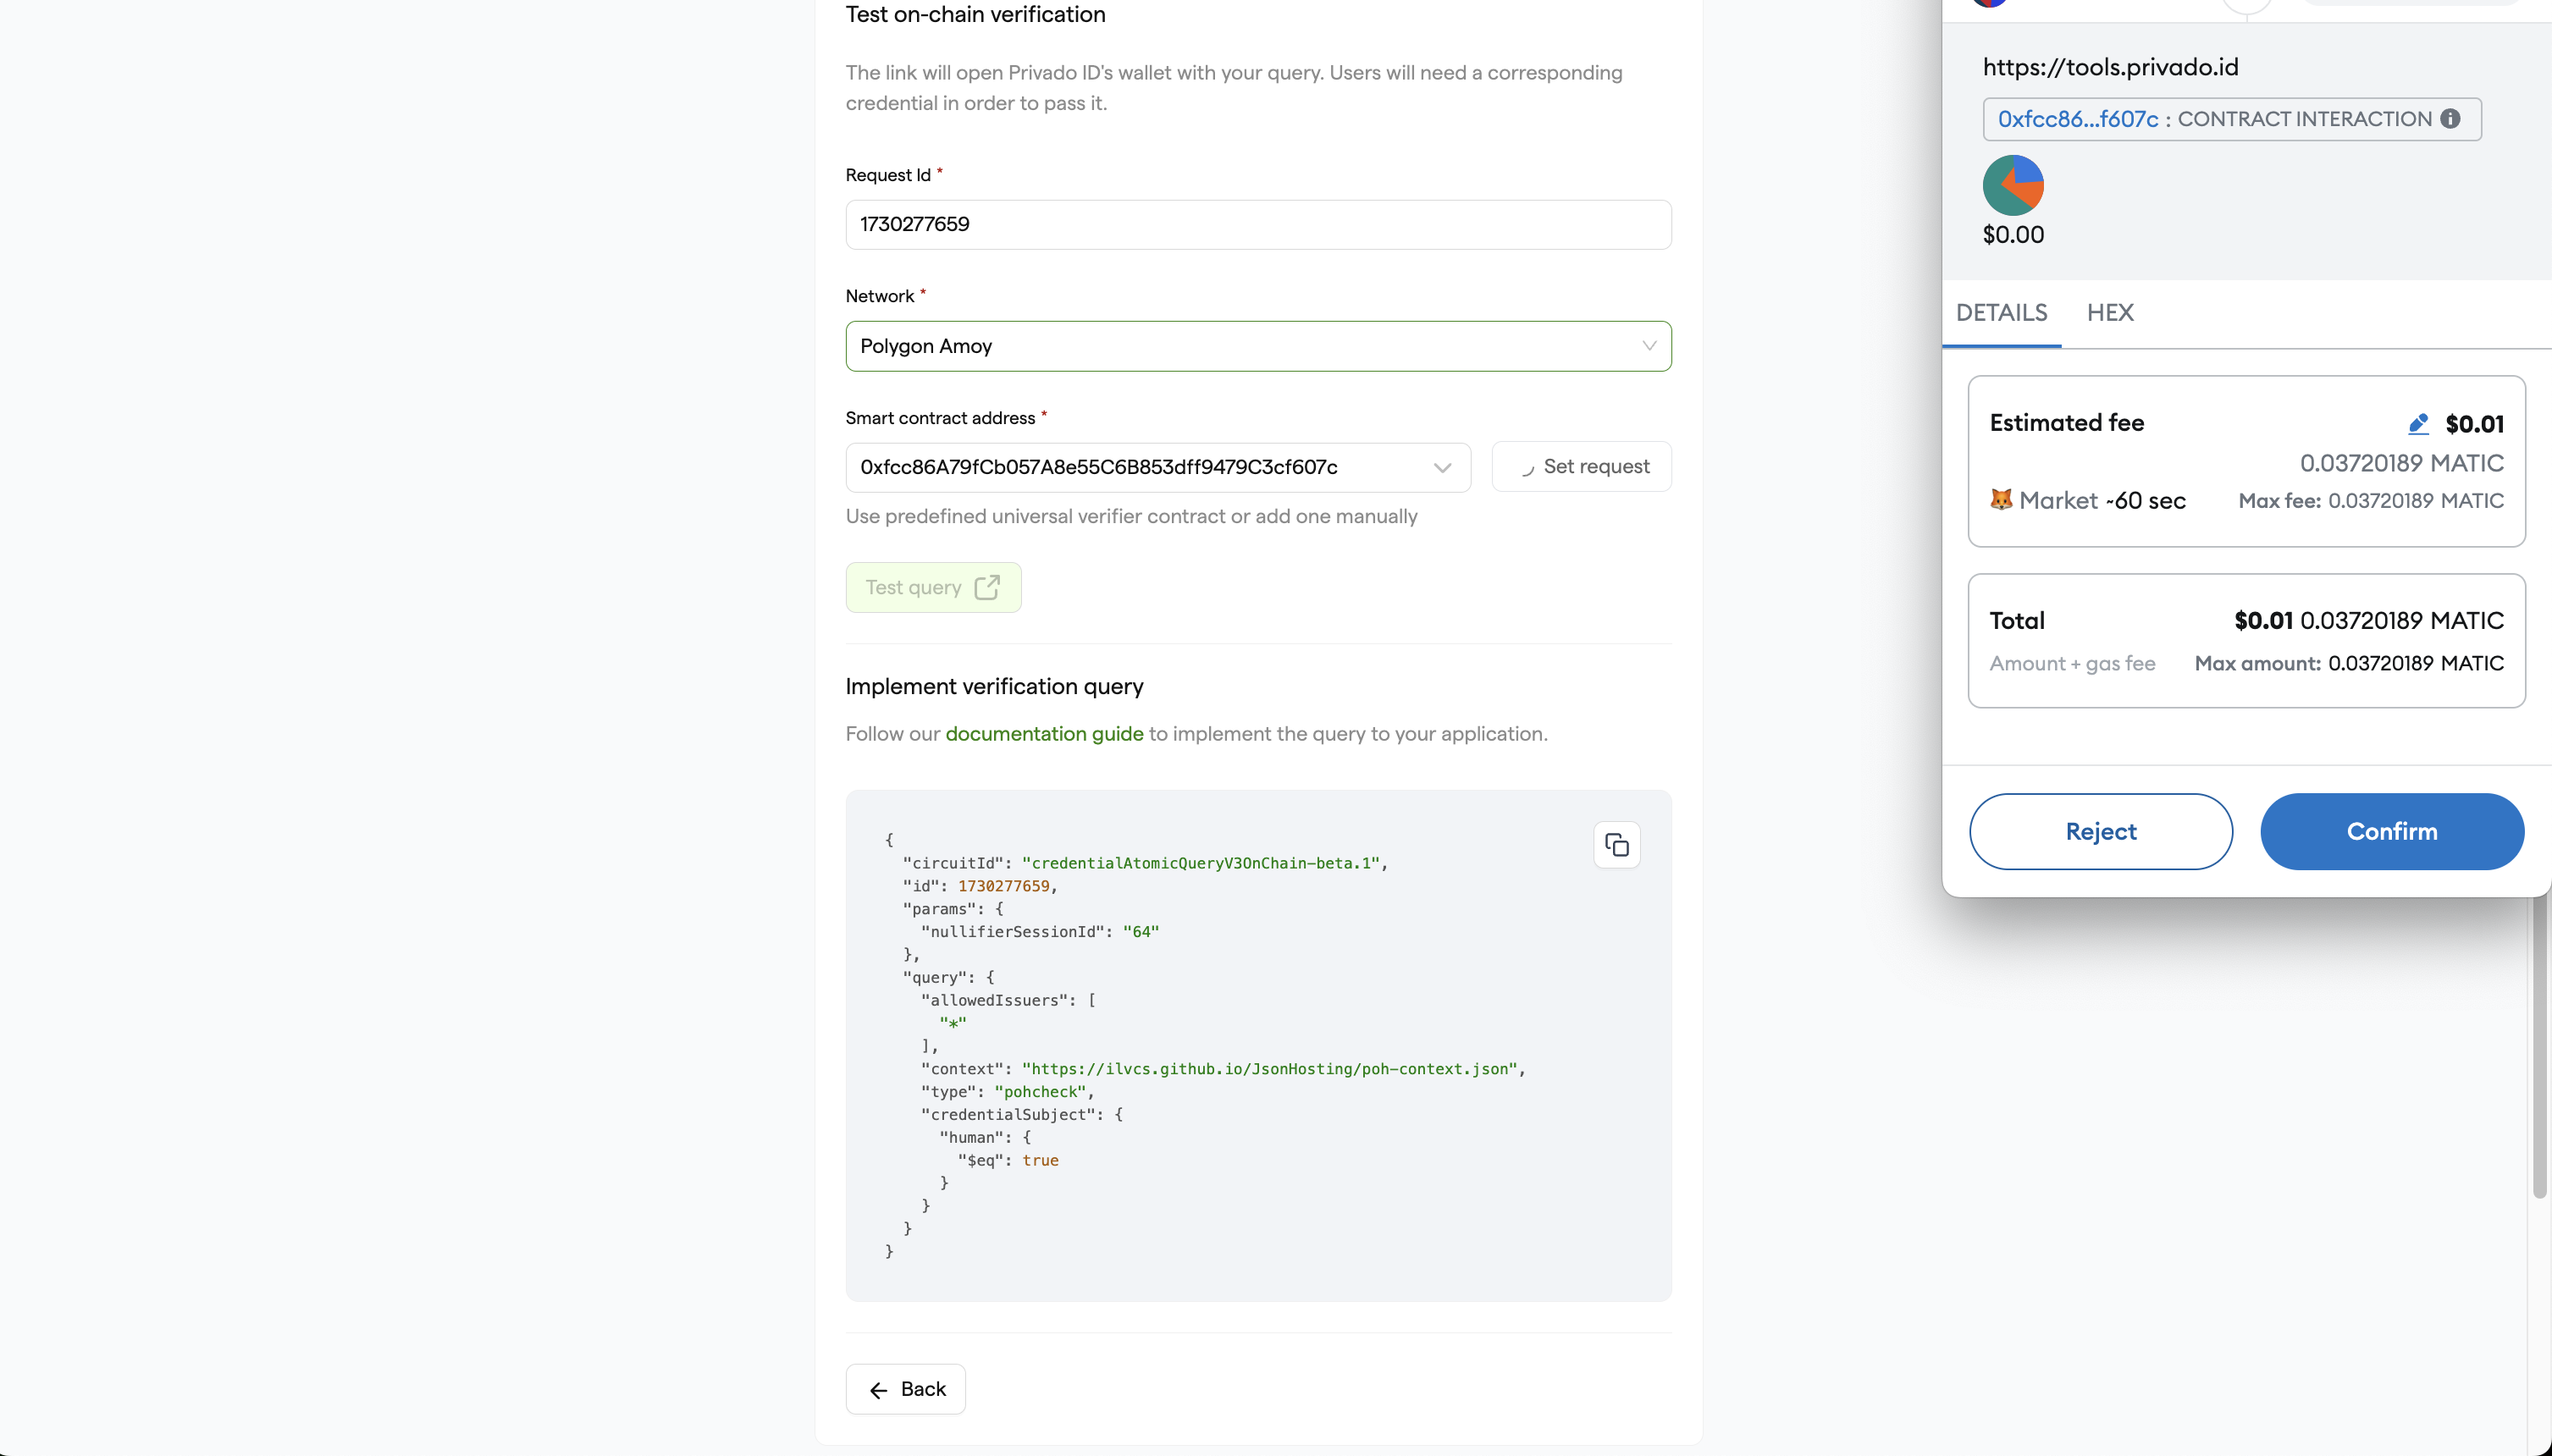 Test on-chain verification
The link will open Privado ID's wallet with your query. Users will need a corresponding
credential in order to pass it.
Request Id *
1730277659
Network *
Polygon Amoy
Smart contract address *
0xfcc86A79fCb057A8e55C6B853dff9479C3cf607c
Set request
Use predefined universal verifier contract or add one manually
Test query
Implement verification query
Follow our documentation guide to implement the query to your application.
{
"circuitId": "credentialAtomicQueryV3OnChain-beta.1",
"id": 1730277659,
"params": {
"nullifierSessionId": "64"
},
"query": {
"allowedIssuers": [
"*"
],
"context": "https://ilvcs.github.io/JsonHosting/poh-context.json",
"type": "pohcheck",
"credentialSubject": {
"human": {
"$eq": true
}
}
}
}
Back
https://tools.privado.id
0xfcc86...f607c : CONTRACT INTERACTION
$0.00
DETAILS HEX
Estimated fee $0.01
0.03720189 MATIC
Market ~60 sec Max fee: 0.03720189 MATIC
Total $0.01 0.03720189 MATIC
Amount + gas fee Max amount: 0.03720189 MATIC
Reject Confirm